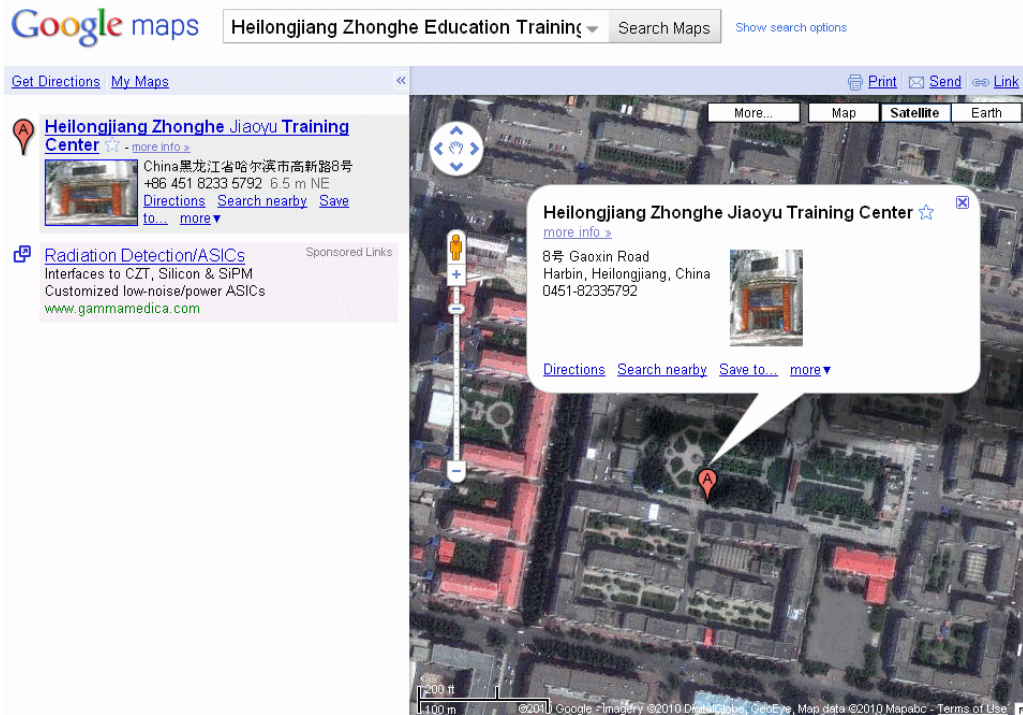 Google maps
Heilongjiang Zhonghe Education Training
Search Maps
Show search options
Get Directions My Maps
«
Print Send Link
A
Heilongjiang Zhonghe Jiaoyu Training
Center - more info »
China黑龙江省哈尔滨市高新路8号
+86 451 8233 5792 6.5 m NE
Directions Search nearby Save
to... more▼
Radiation Detection/ASICs
Sponsored Links
Interfaces to CZT, Silicon & SiPM
Customized low-noise/power ASICs
www.gammamedica.com
More... Map Satellite Earth
Heilongjiang Zhonghe Jiaoyu Training Center
more info »
8号 Gaoxin Road
Harbin, Heilongjiang, China
0451-82335792
Directions Search nearby Save to... more▼
A
200 ft
100 m
©2010 Google - Imagery ©2010 DigitalGlobe, GeoEye, Map data ©2010 Mapabc - Terms of Use